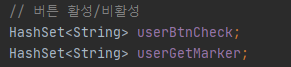 // 버튼 활성/비활성
HashSet<String> userBtnCheck;
HashSet<String> userGetMarker;